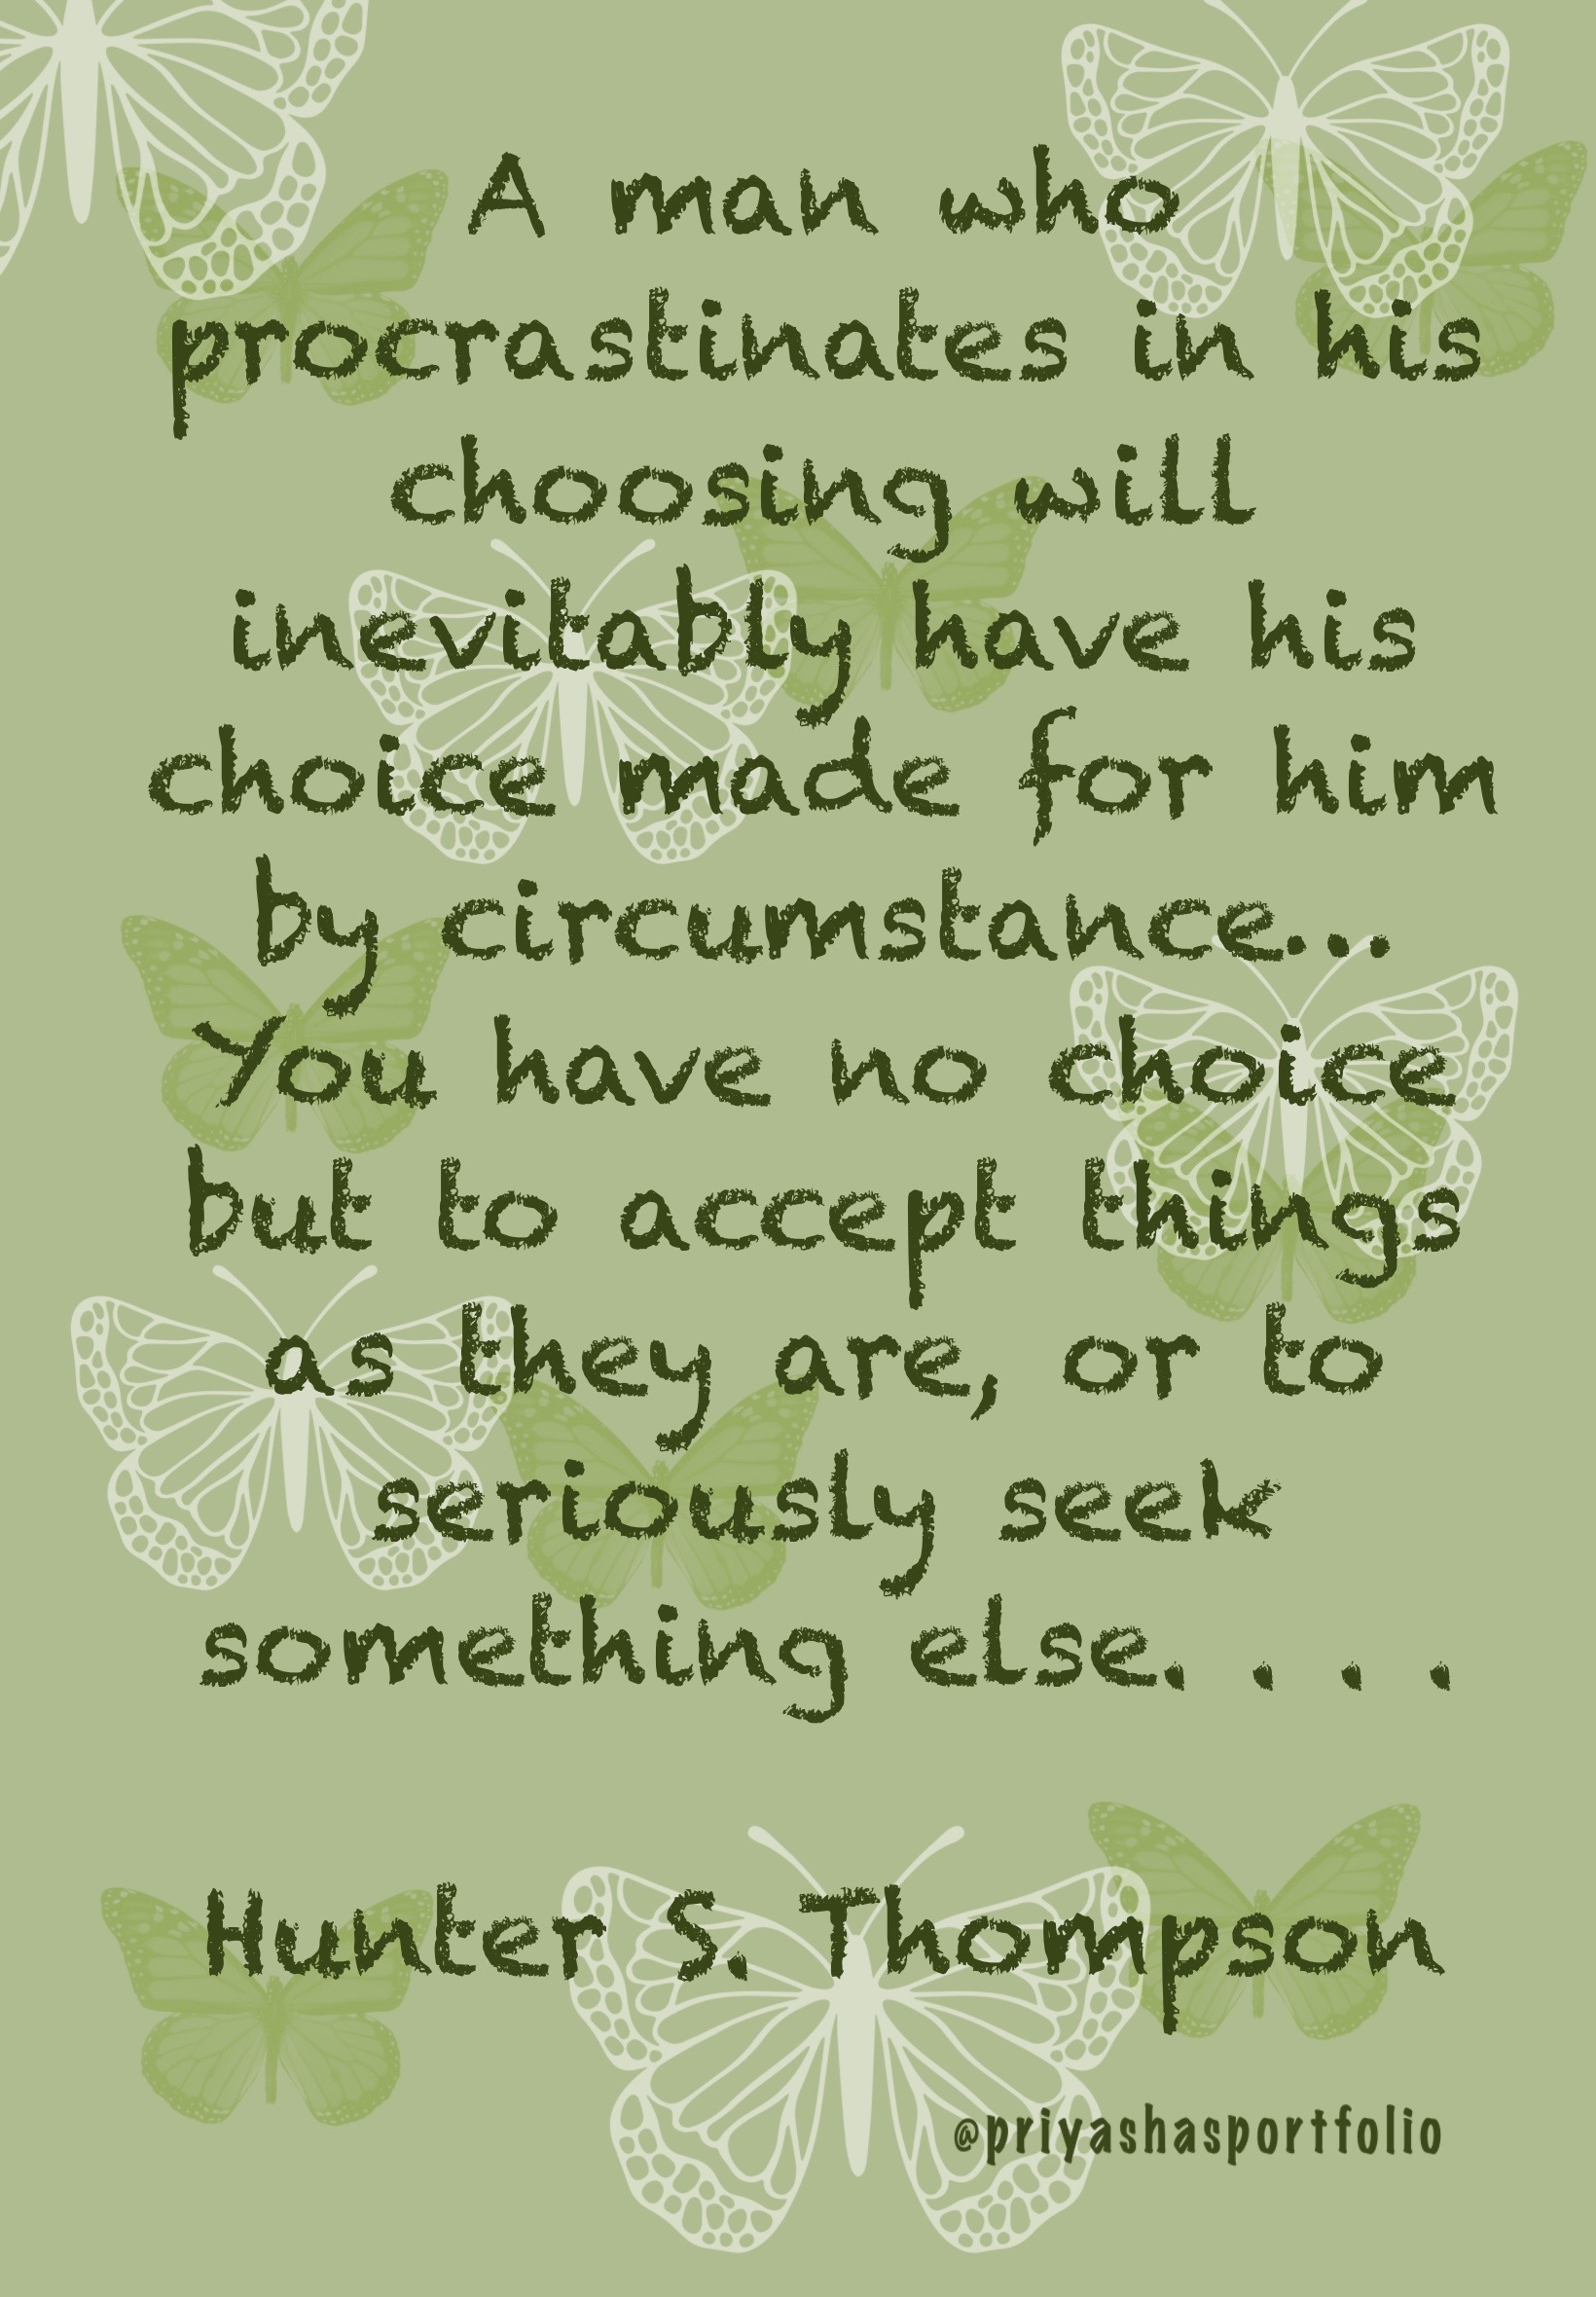 A man who
procrastinates in his
choosing will
inevitably have his
choice made for him
by circumstance...
You have no choice
but to accept things
as they are, or to
seriously seek
something else. . . .
Hunter S. Thompson
@priyashasportfolio